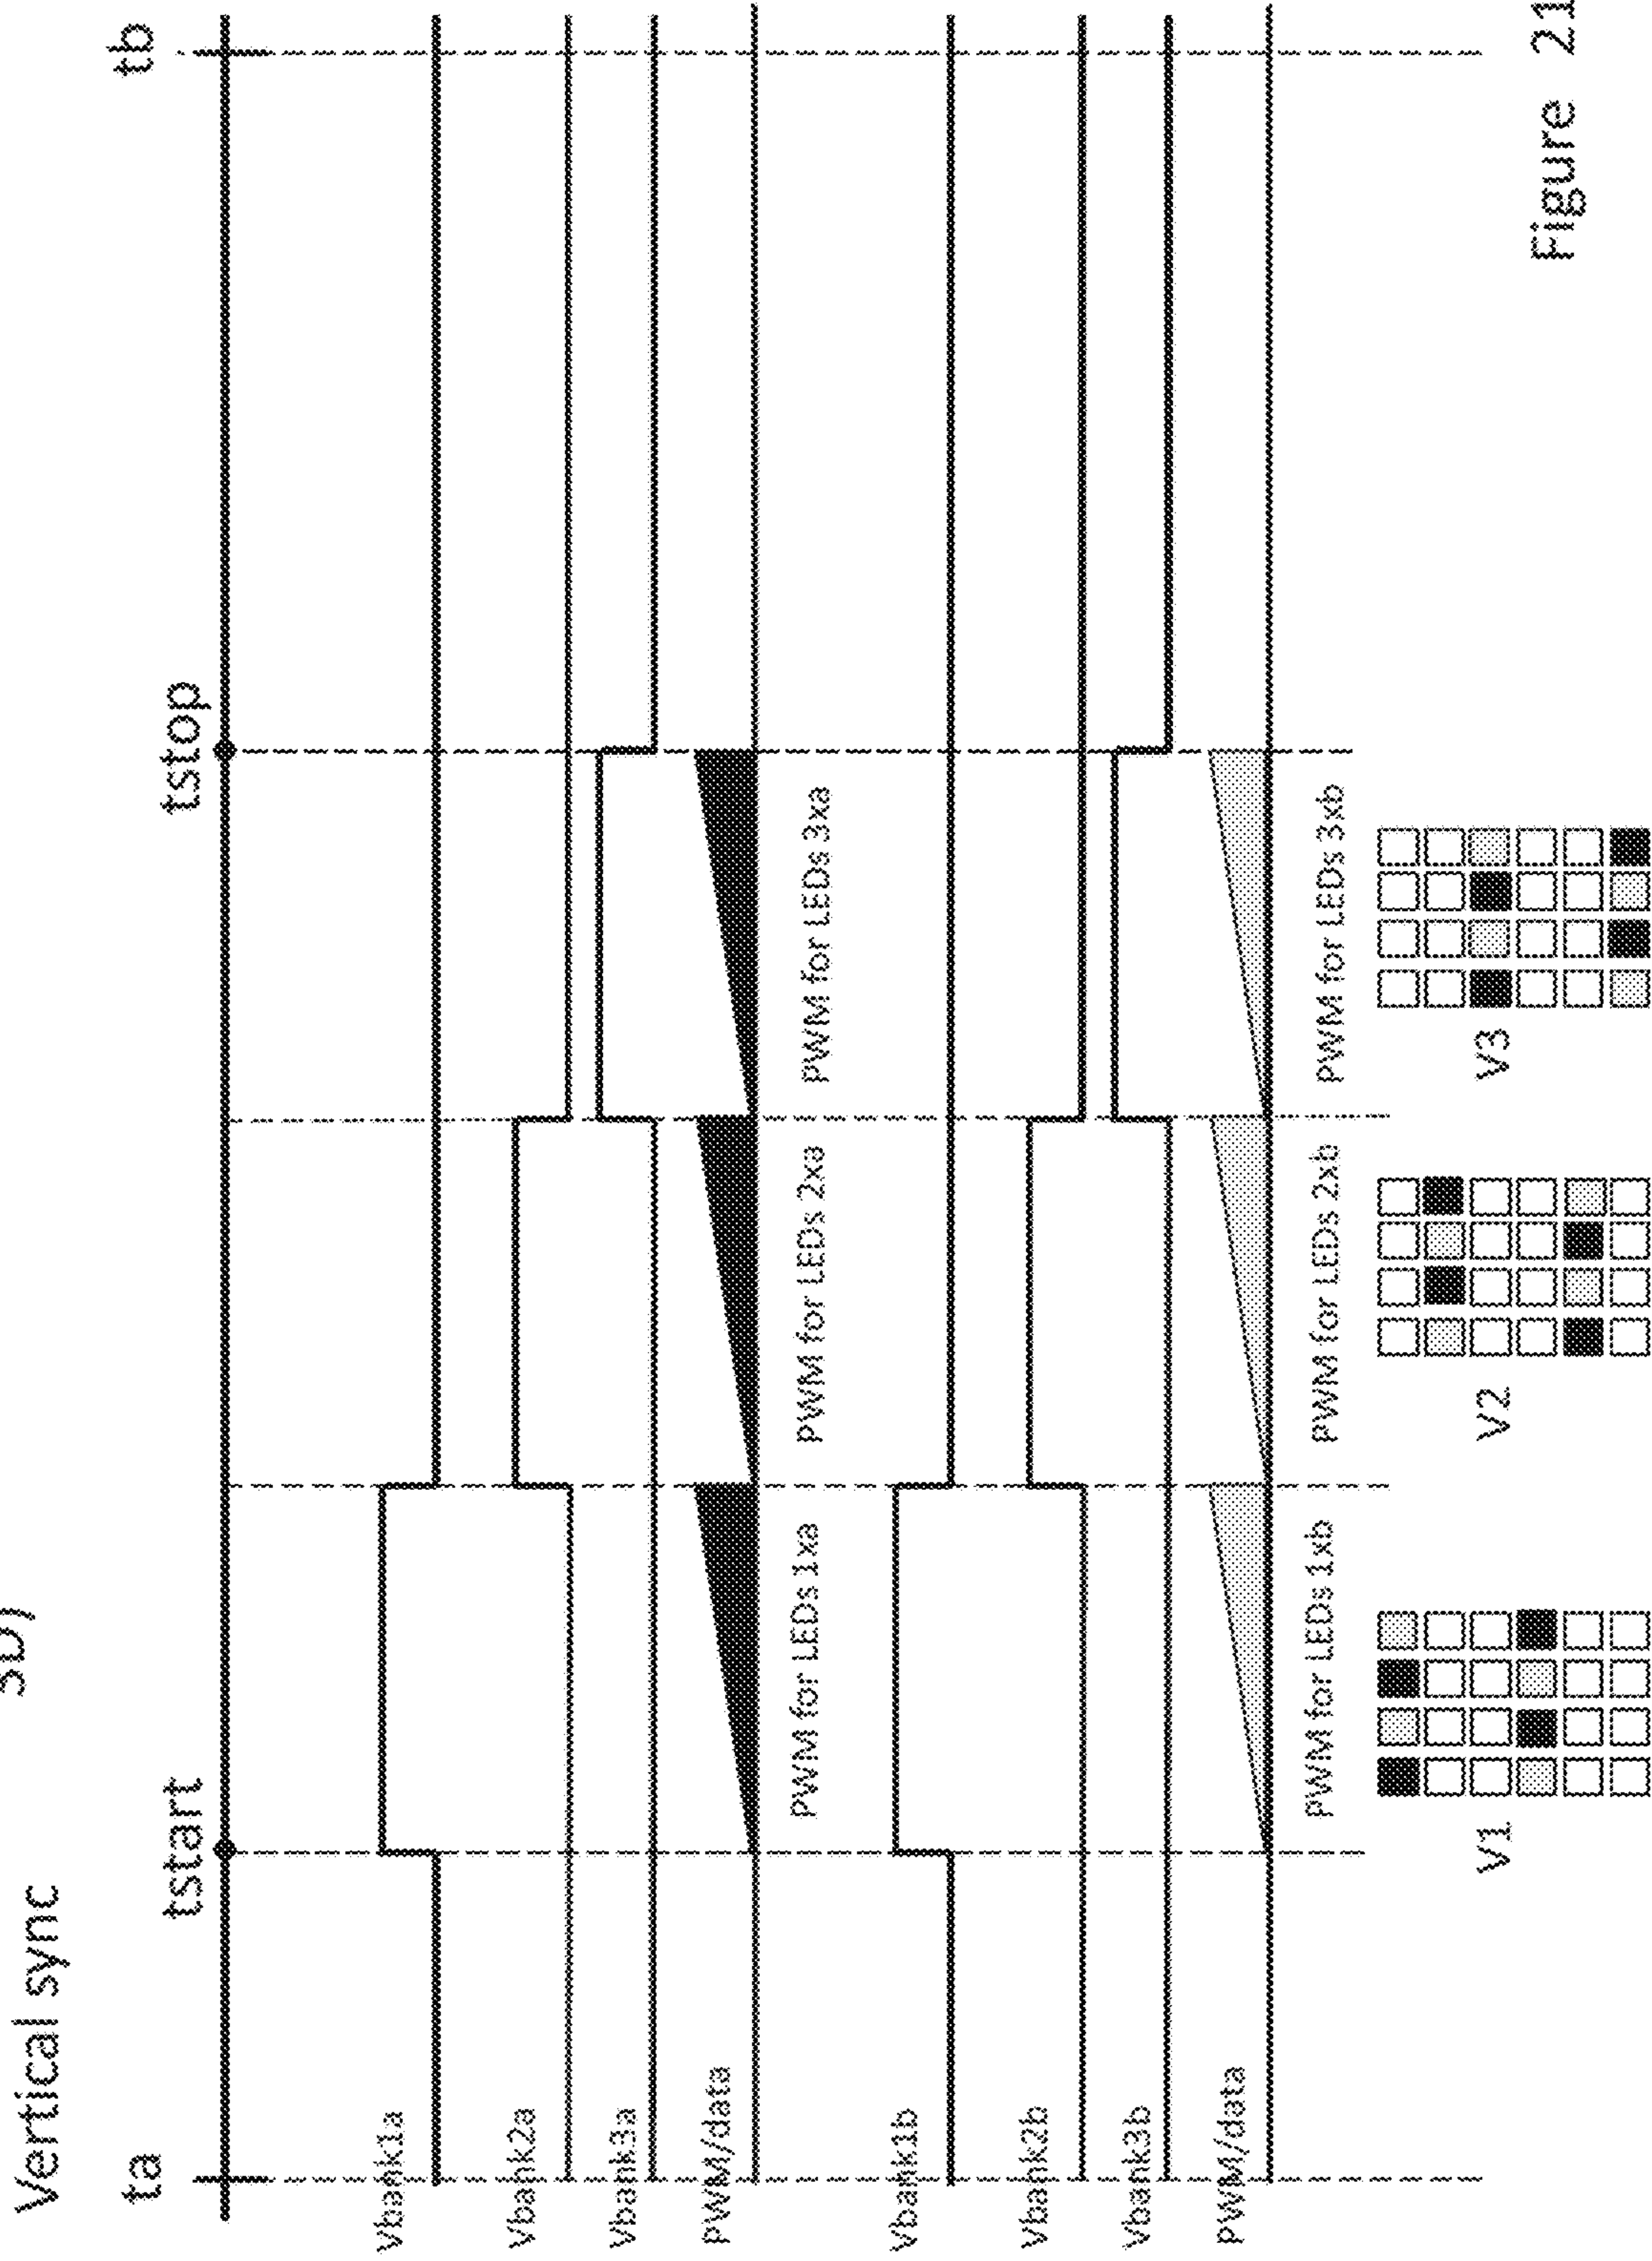 Vertical sync
ta
tstart
tstop
tb
Vbank1a
Vbank2a
Vbank3a
PWM/data
PWM for LEDs 1xa
PWM for LEDs 2xa
PWM for LEDs 3xa
Vbank1b
Vbank2b
Vbank3b
PWM/data
PWM for LEDs 1xb
PWM for LEDs 2xb
PWM for LEDs 3xb
V1
V2
V3
Figure 21